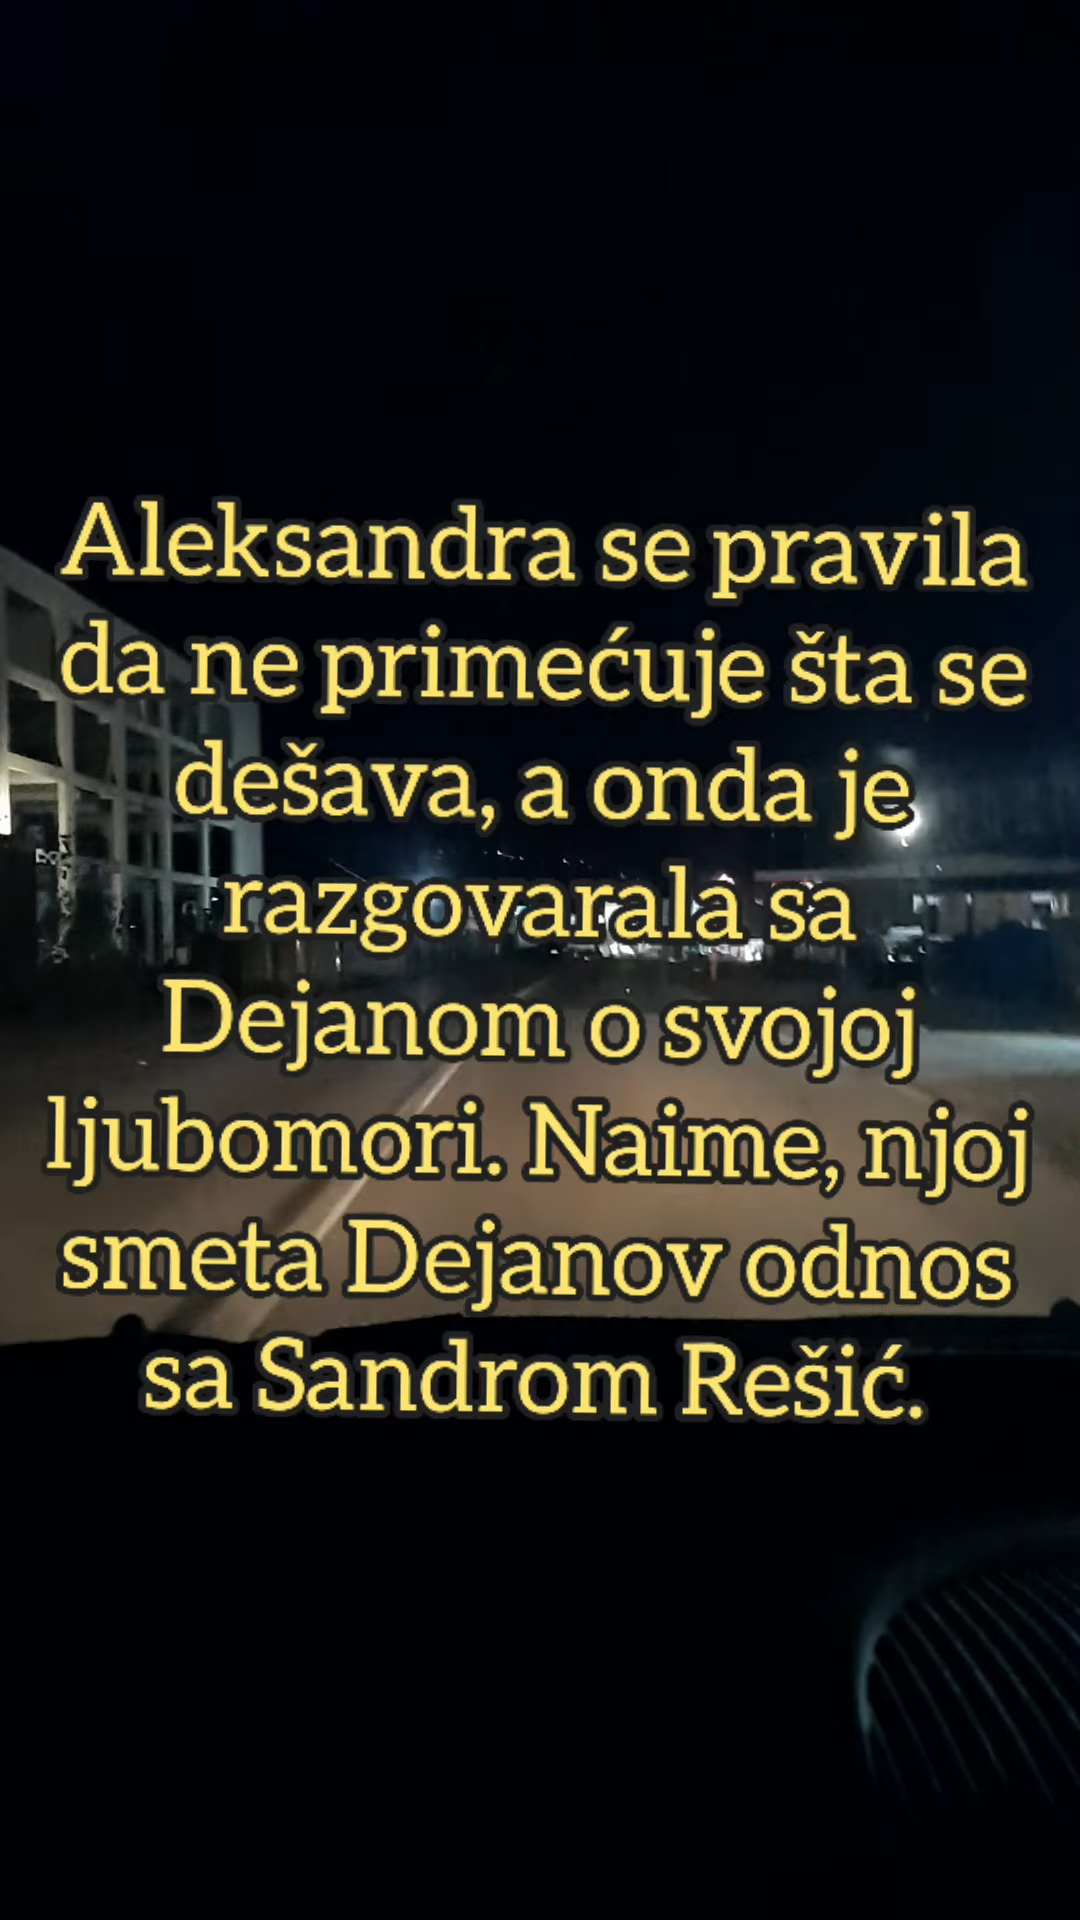 Aleksandra se pravila
da ne primećuje šta se
dešava, a onda je
razgovarala sa
Dejanom o svojoj
ljubomori. Naime, njoj
smeta Dejanov odnos
sa Sandrom Rešić.